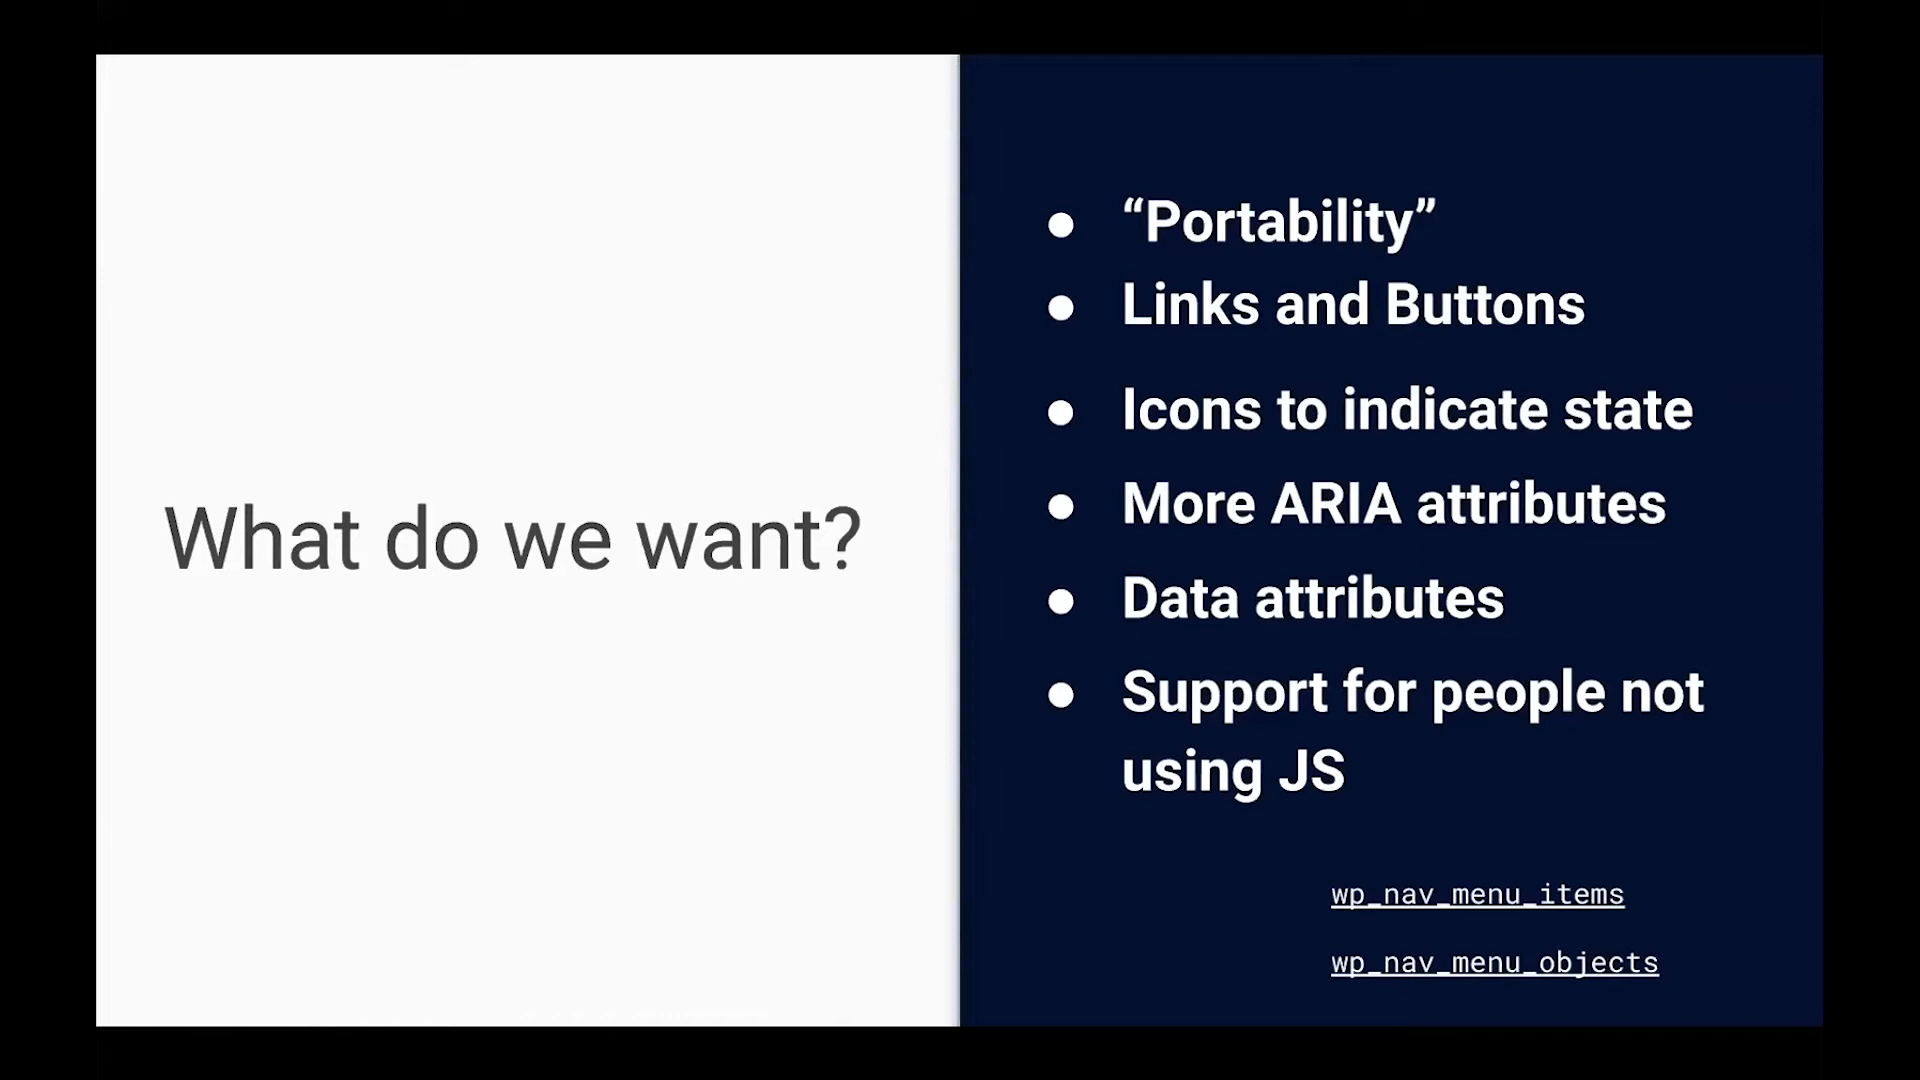 What do we want?
● “Portability”
● Links and Buttons
● Icons to indicate state
● More ARIA attributes
● Data attributes
● Support for people not
using JS
wp_nav_menu_items
wp_nav_menu_objects